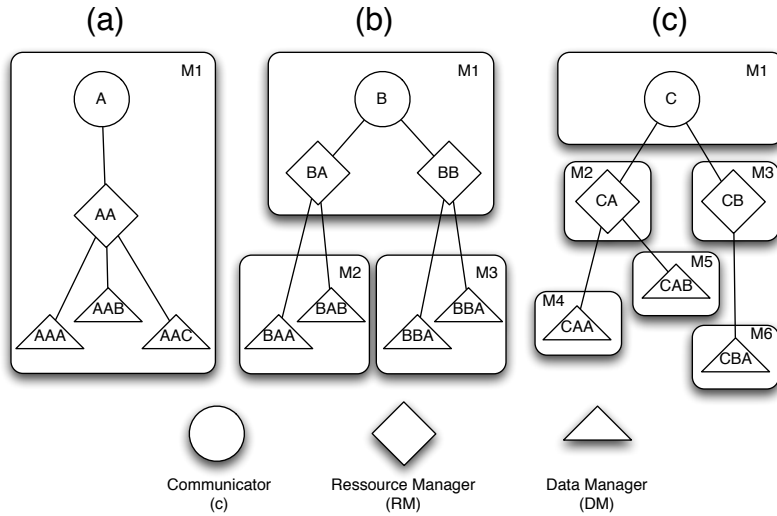 (a)
(b)
(c)
M1
A
AA
AAA
AAB
AAC
M1
B
BA
BB
M2
BAA
BAB
M3
BBA
BBA
M1
C
M2
CA
M3
CB
M4
CAA
M5
CAB
M6
CBA
Communicator
(c)
Ressource Manager
(RM)
Data Manager
(DM)